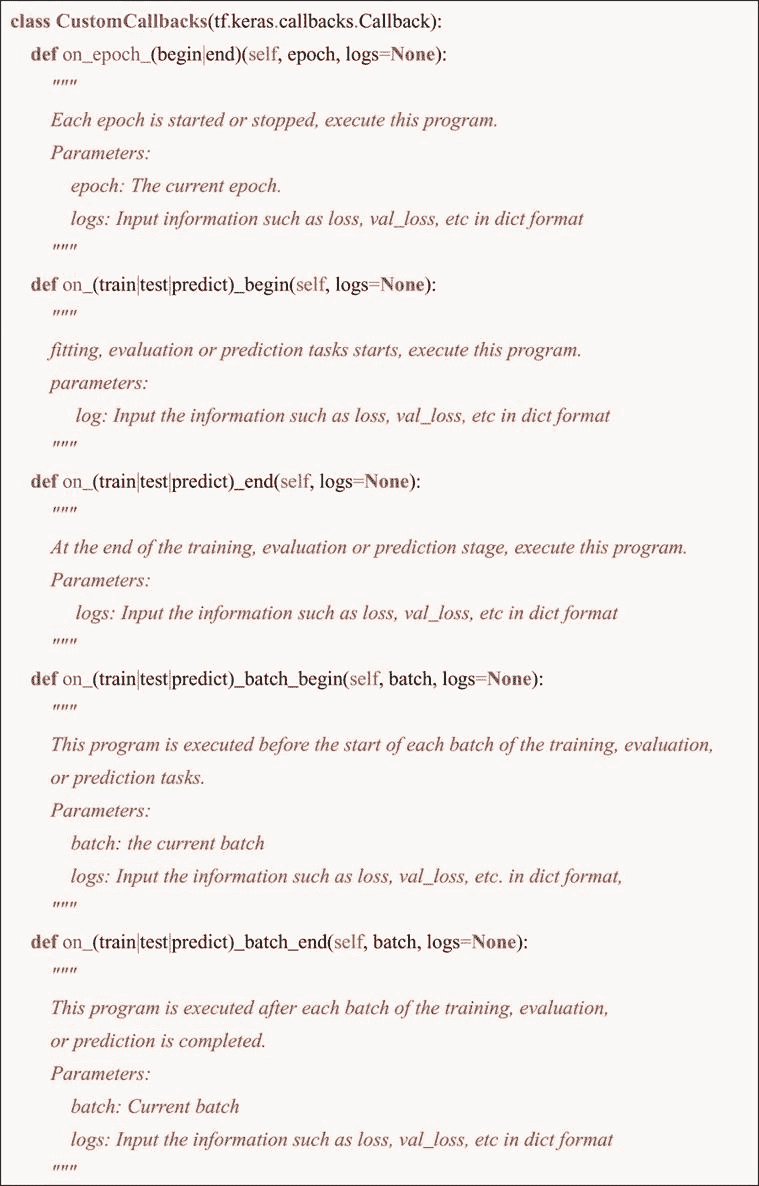 class CustomCallbacks(tf.keras.callbacks.Callback):
def on_epoch_(begin|end)(self, epoch, logs=None):
"""
Each epoch is started or stopped, execute this program.
Parameters:
epoch: The current epoch.
logs: Input information such as loss, val_loss, etc in dict format
"""
def on_(train|test|predict)_begin(self, logs=None):
"""
fitting, evaluation or prediction tasks starts, execute this program.
parameters:
log: Input the information such as loss, val_loss, etc in dict format
"""
def on_(train|test|predict)_end(self, logs=None):
"""
At the end of the training, evaluation or prediction stage, execute this program.
Parameters:
logs: Input the information such as loss, val_loss, etc in dict format
"""
def on_(train|test|predict)_batch_begin(self, batch, logs=None):
"""
This program is executed before the start of each batch of the training, evaluation,
or prediction tasks.
Parameters:
batch: the current batch
logs: Input the information such as loss, val_loss, etc. in dict format,
"""
def on_(train|test|predict)_batch_end(self, batch, logs=None):
"""
This program is executed after each batch of the training, evaluation,
or prediction is completed.
Parameters:
batch: Current batch
logs: Input the information such as loss, val_loss, etc in dict format
"""